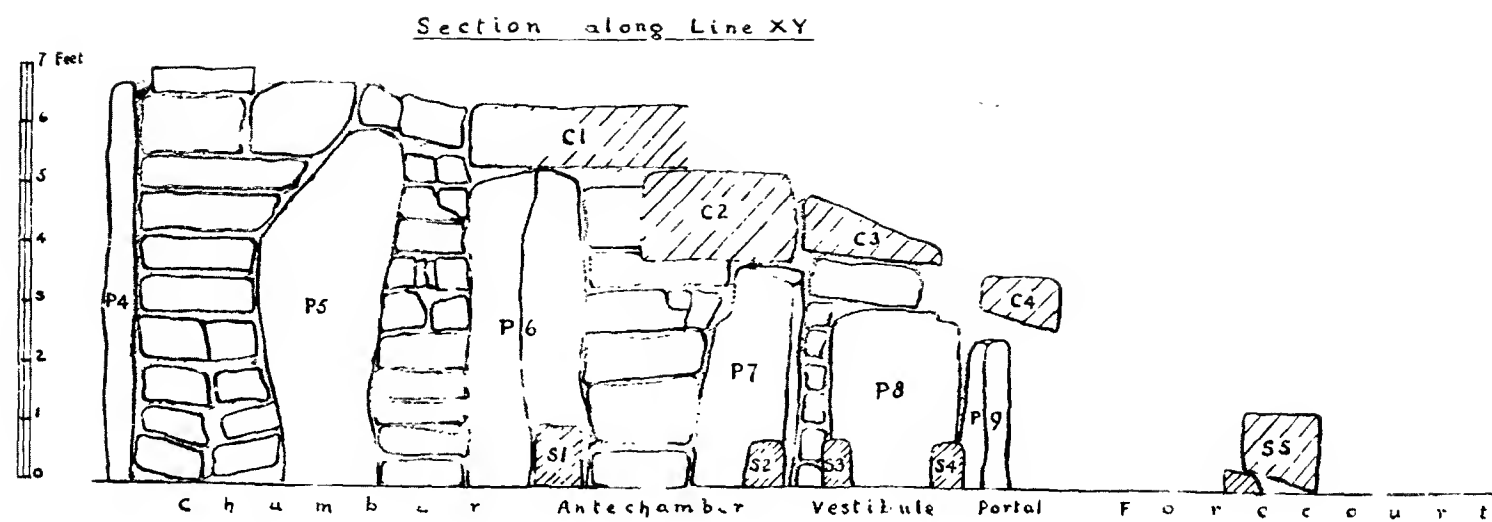 Section along Line XY
7 Feet
6
5
4
3
2
1
0
C1
C2
C3
C4
P4
P5
P6
P7
P8
P9
S1
S2
S3
S4
S5
Chamber Antechamber Vestibule Portal Forecourt